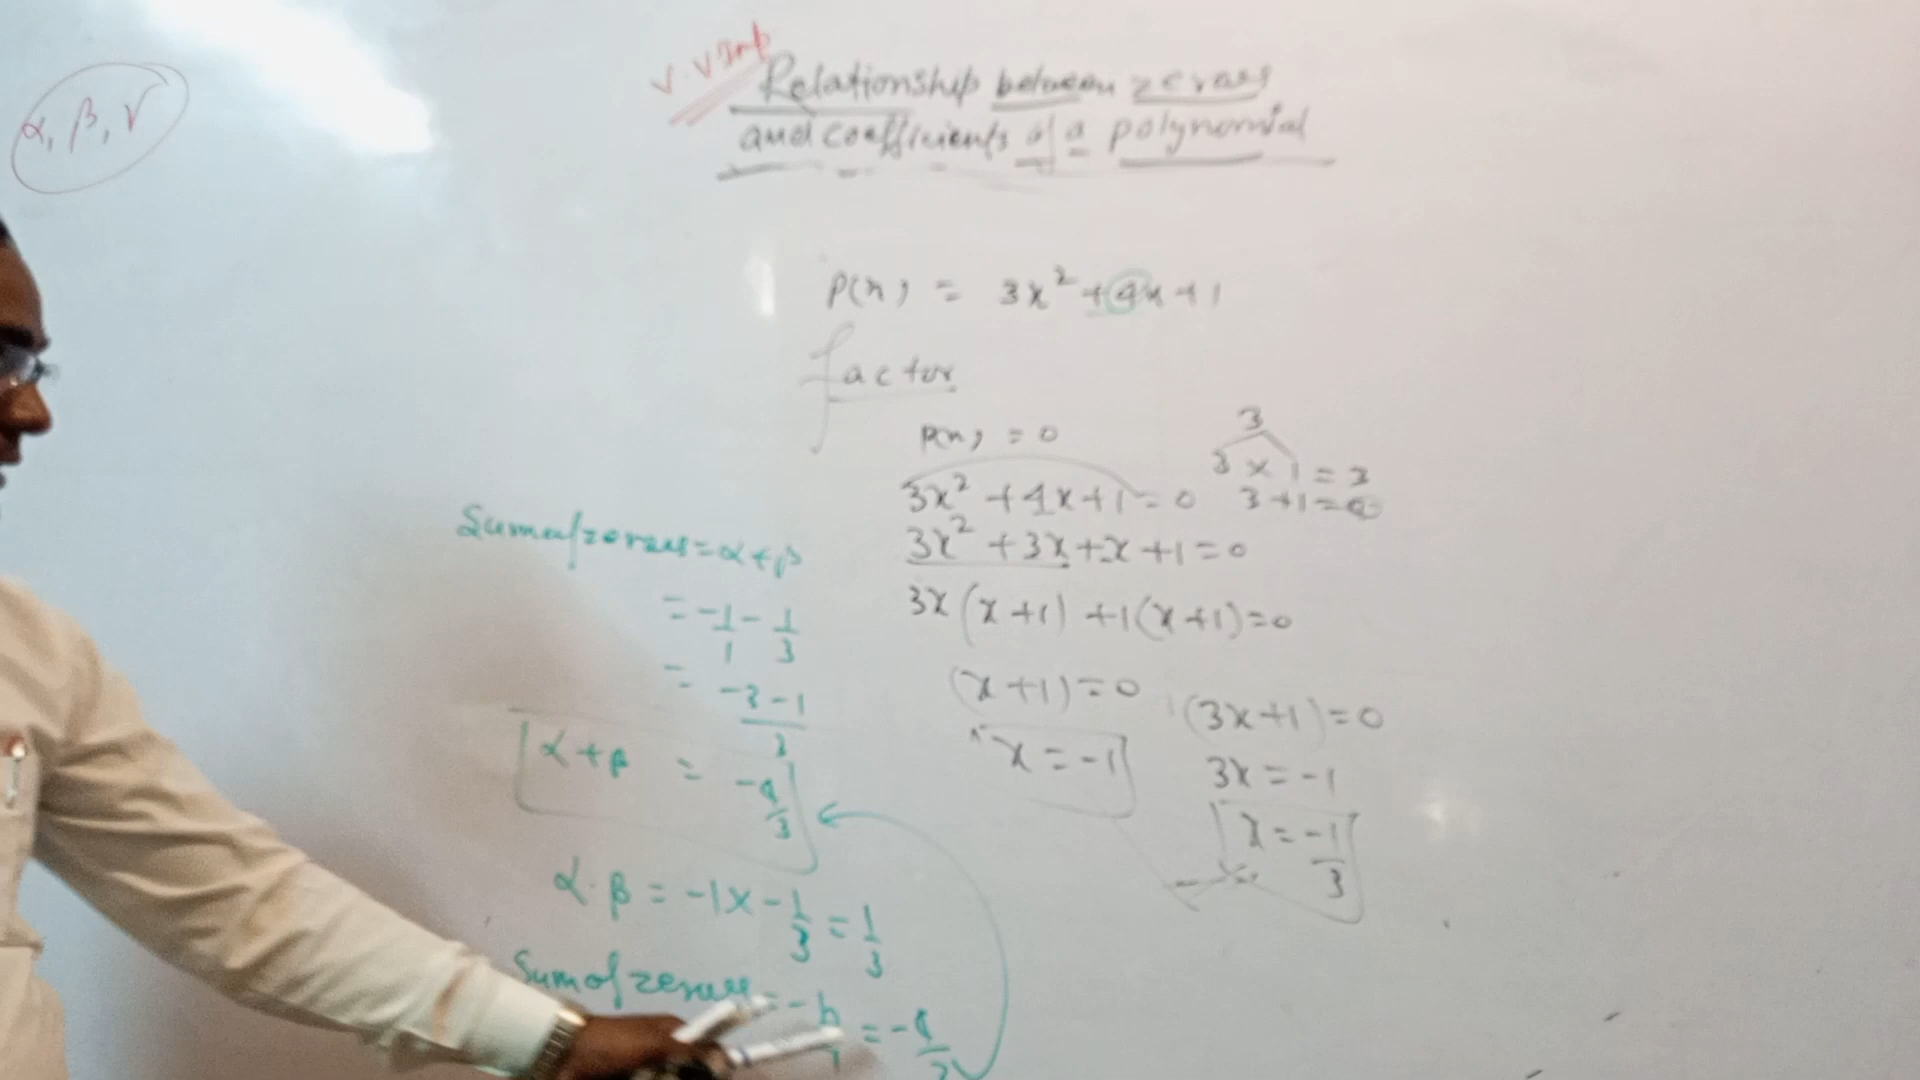 V. V Imp
Relationship between zeroes
and coefficients of a polynomial
α, β, γ
P(x) = 3x² + 4x + 1
factor
P(x) = 0
3
3 x 1 = 3
3 + 1 = 4
3x² + 4x + 1 = 0
3x² + 3x + x + 1 = 0
3x (x + 1) + 1 (x + 1) = 0
(x + 1) = 0
x = -1
(3x + 1) = 0
3x = -1
x = -1/3
Sum of zeroes = α + β
= -1/1 - 1/3
= -3-1/3
α + β = -4/3
α · β = -1 x -1/3 = 1/3
Sum of zeroes = -b = -4/3